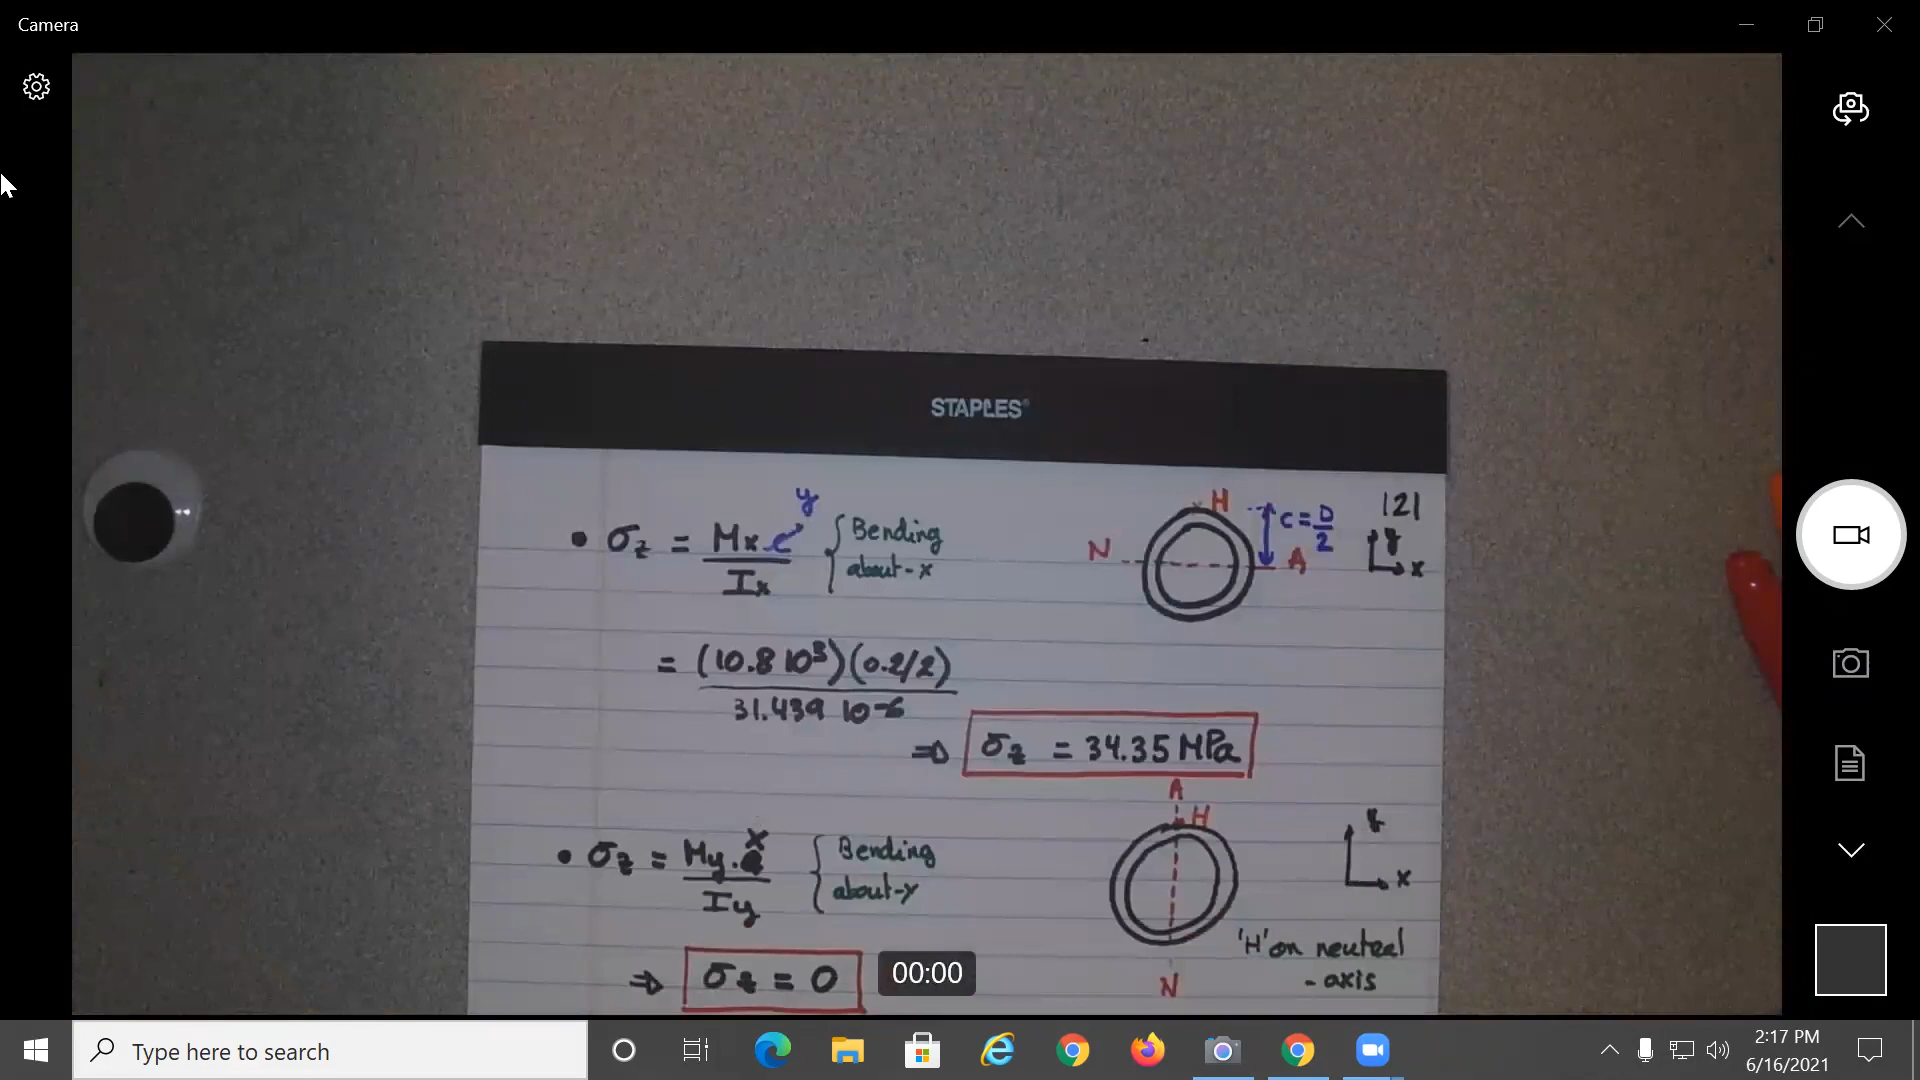 Camera
STAPLES
121
• σz = Mx c y / Ix { Bending about-x
H
N A
C = D/2
y
x
= (10.8 10³)(0.2/2) / 31.439 10-6
⇒ σz = 34.35 MPa
A
H
• σz = My . x / Iy { Bending about-y
y
x
N
'H' on neutral
-axis
⇒ σz = 0
00:00
Type here to search
2:17 PM
6/16/2021